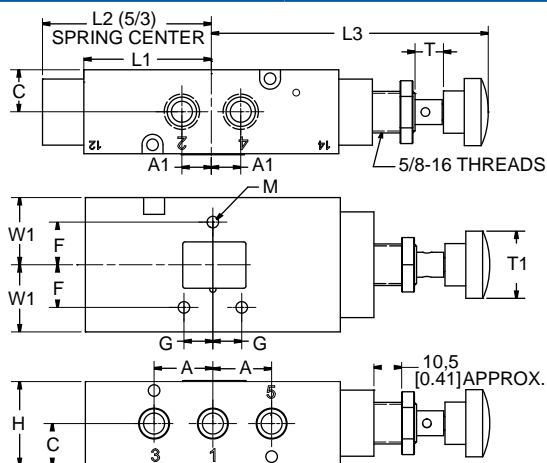 L2 (5/3)
SPRING CENTER
L3
L1
T
C
2
4
12
14
A1
A1
5/8-16 THREADS
M
W1
F
W1
F
T1
G
G
A
A
10,5
[0.41] APPROX.
5
H
C
3
1